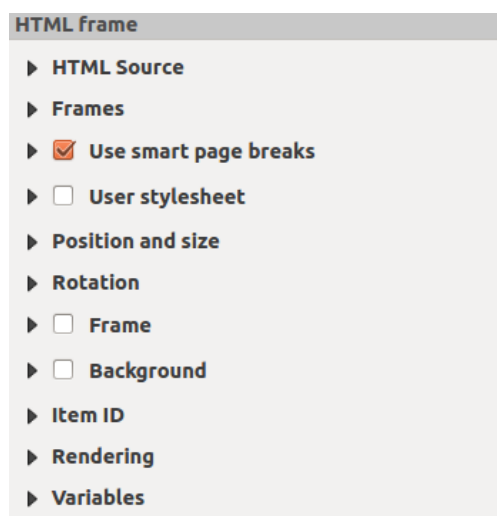 HTML frame
HTML Source
Frames
Use smart page breaks
User stylesheet
Position and size
Rotation
Frame
Background
Item ID
Rendering
Variables